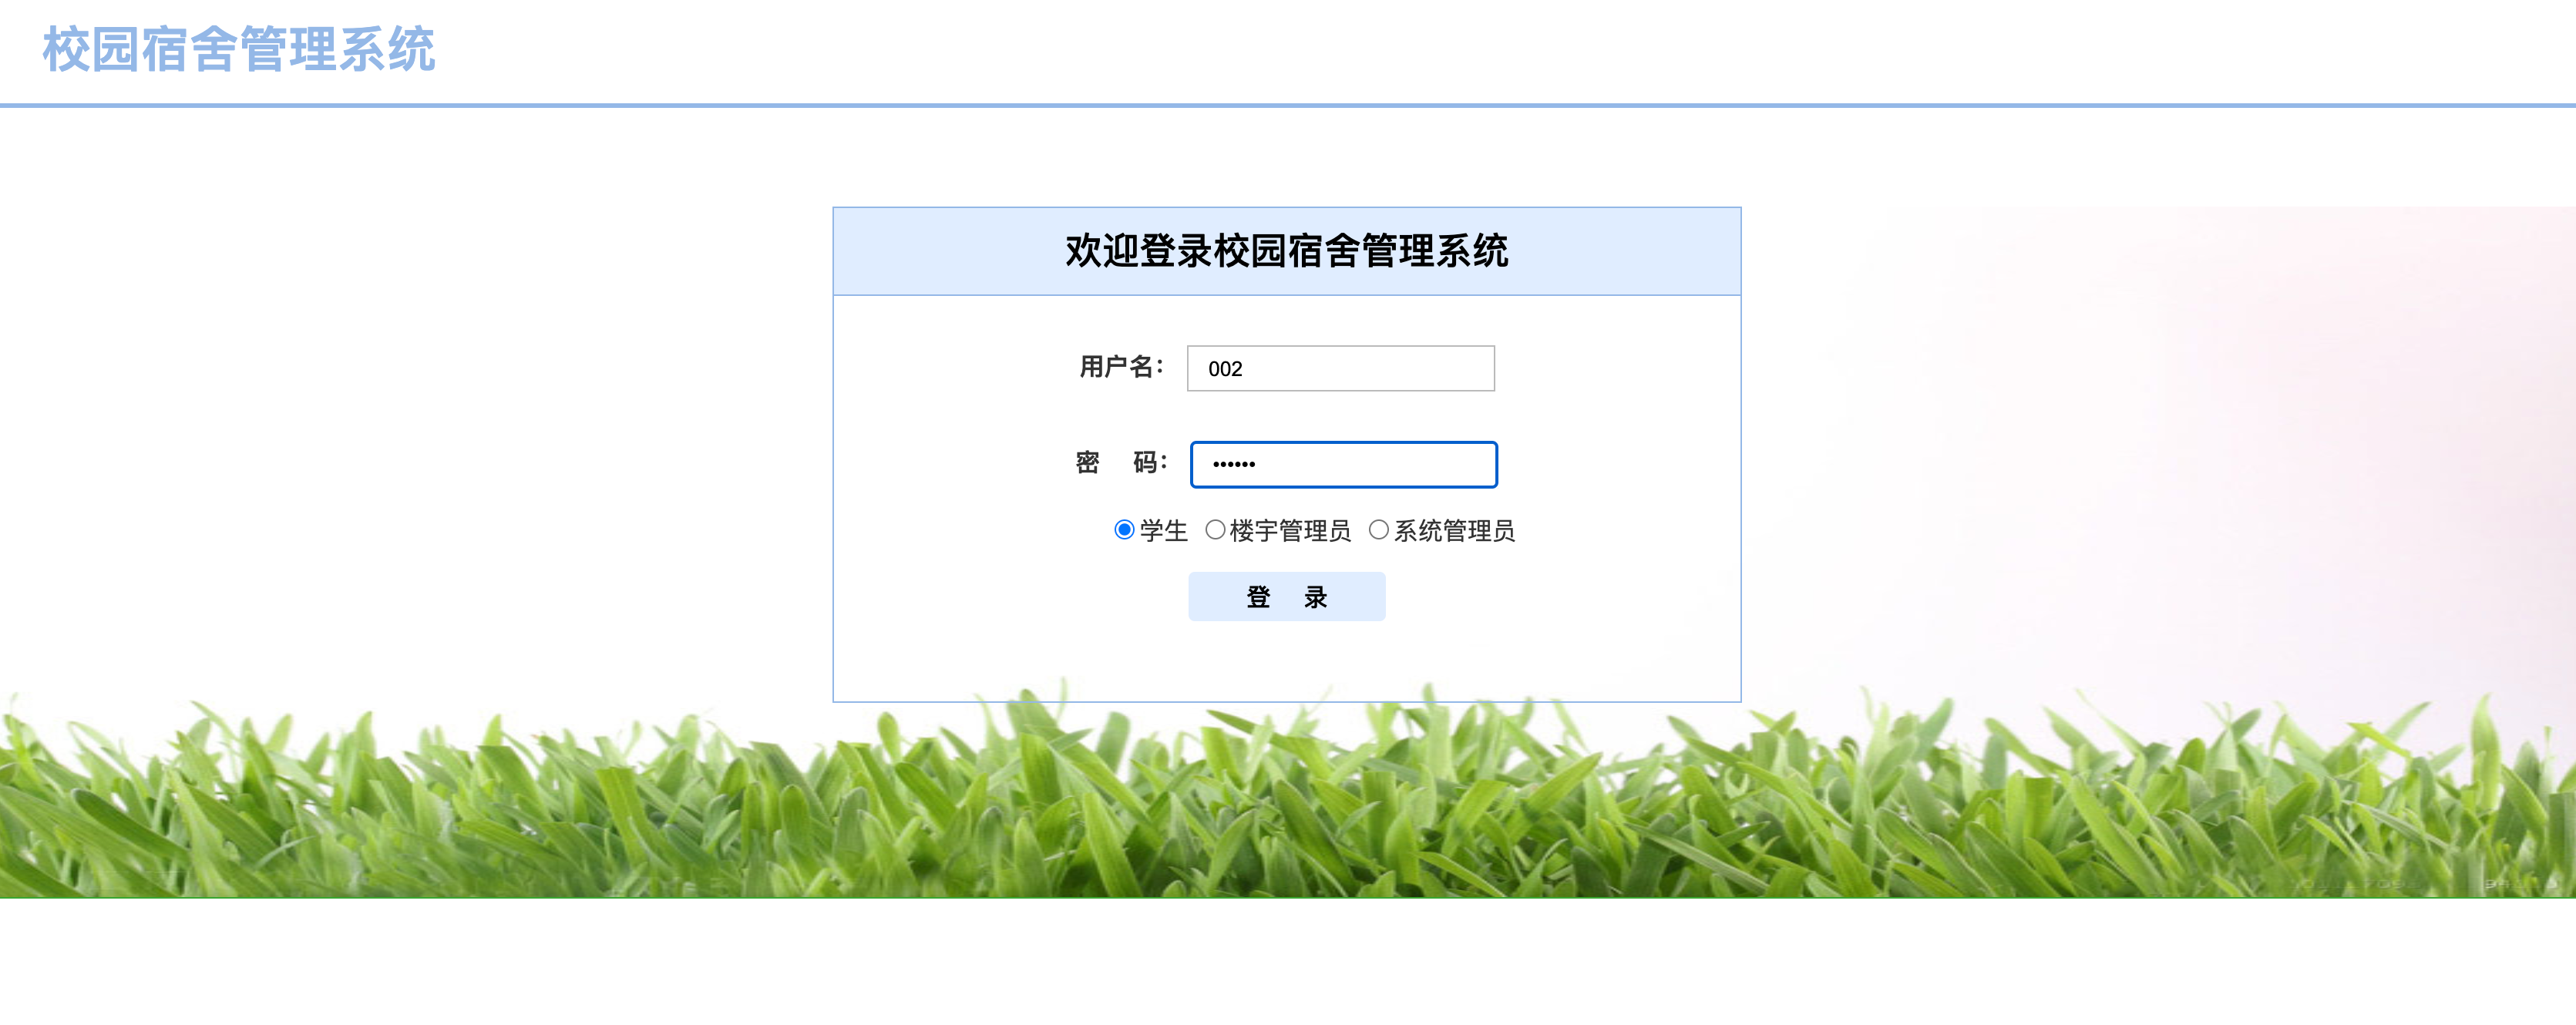 校园宿舍管理系统
欢迎登录校园宿舍管理系统
用户名： 002
密 码： ••••••
学生 楼宇管理员 系统管理员
登 录